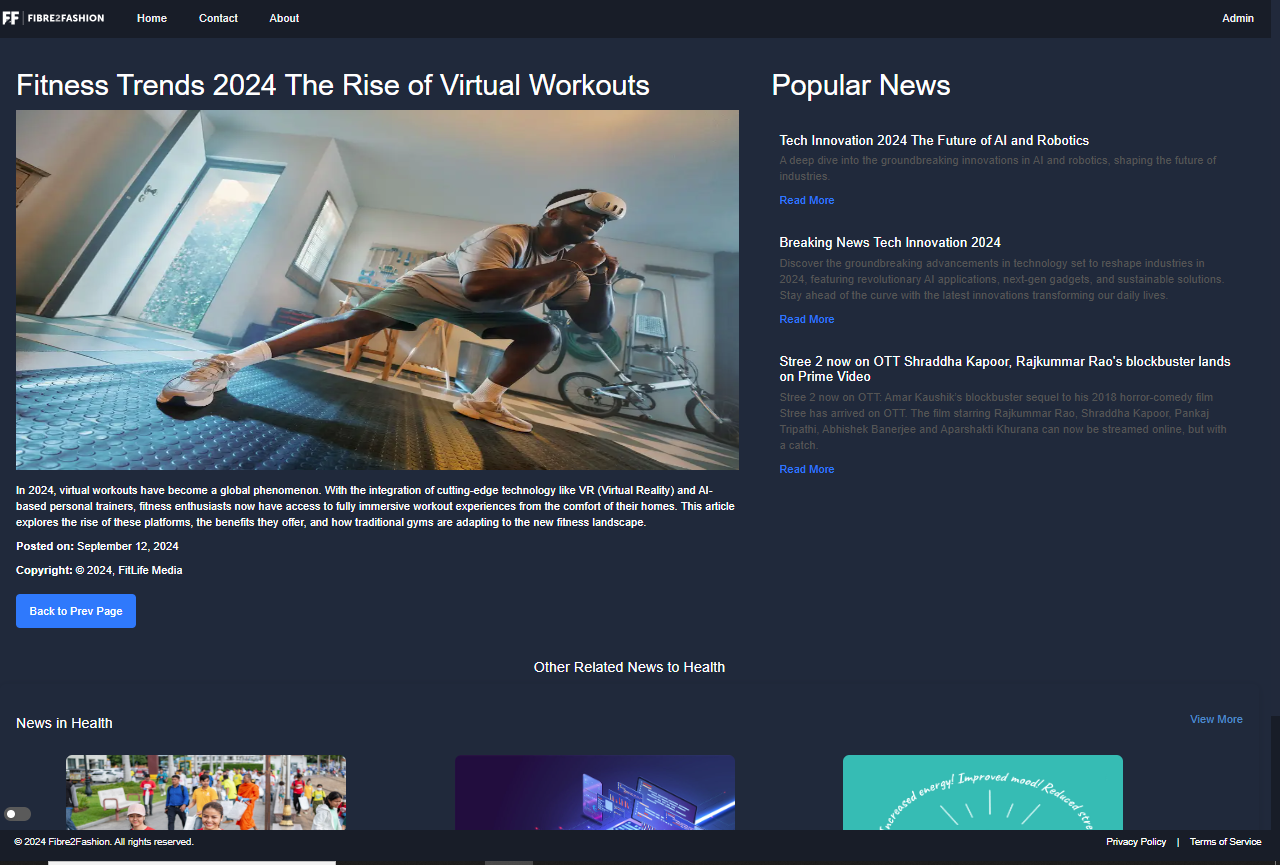 FF FIBRE2FASHION
Home
Contact
About
Admin
Fitness Trends 2024 The Rise of Virtual Workouts
In 2024, virtual workouts have become a global phenomenon. With the integration of cutting-edge technology like VR (Virtual Reality) and AI-
based personal trainers, fitness enthusiasts now have access to fully immersive workout experiences from the comfort of their homes. This article
explores the rise of these platforms, the benefits they offer, and how traditional gyms are adapting to the new fitness landscape.
Posted on: September 12, 2024
Copyright: © 2024, FitLife Media
Back to Prev Page
Popular News
Tech Innovation 2024 The Future of AI and Robotics
A deep dive into the groundbreaking innovations in AI and robotics, shaping the future of
industries.
Read More
Breaking News Tech Innovation 2024
Discover the groundbreaking advancements in technology set to reshape industries in
2024, featuring revolutionary AI applications, next-gen gadgets, and sustainable solutions.
Stay ahead of the curve with the latest innovations transforming our daily lives.
Read More
Stree 2 now on OTT Shraddha Kapoor, Rajkummar Rao's blockbuster lands
on Prime Video
Stree 2 now on OTT: Amar Kaushik's blockbuster sequel to his 2018 horror-comedy film
Stree has arrived on OTT. The film starring Rajkummar Rao, Shraddha Kapoor, Pankaj
Tripathi, Abhishek Banerjee and Aparshakti Khurana can now be streamed online, but with
a catch.
Read More
Other Related News to Health
News in Health
View More
Increased energy! Improved mood! Reduced stre
© 2024 Fibre2Fashion. All rights reserved.
Privacy Policy | Terms of Service